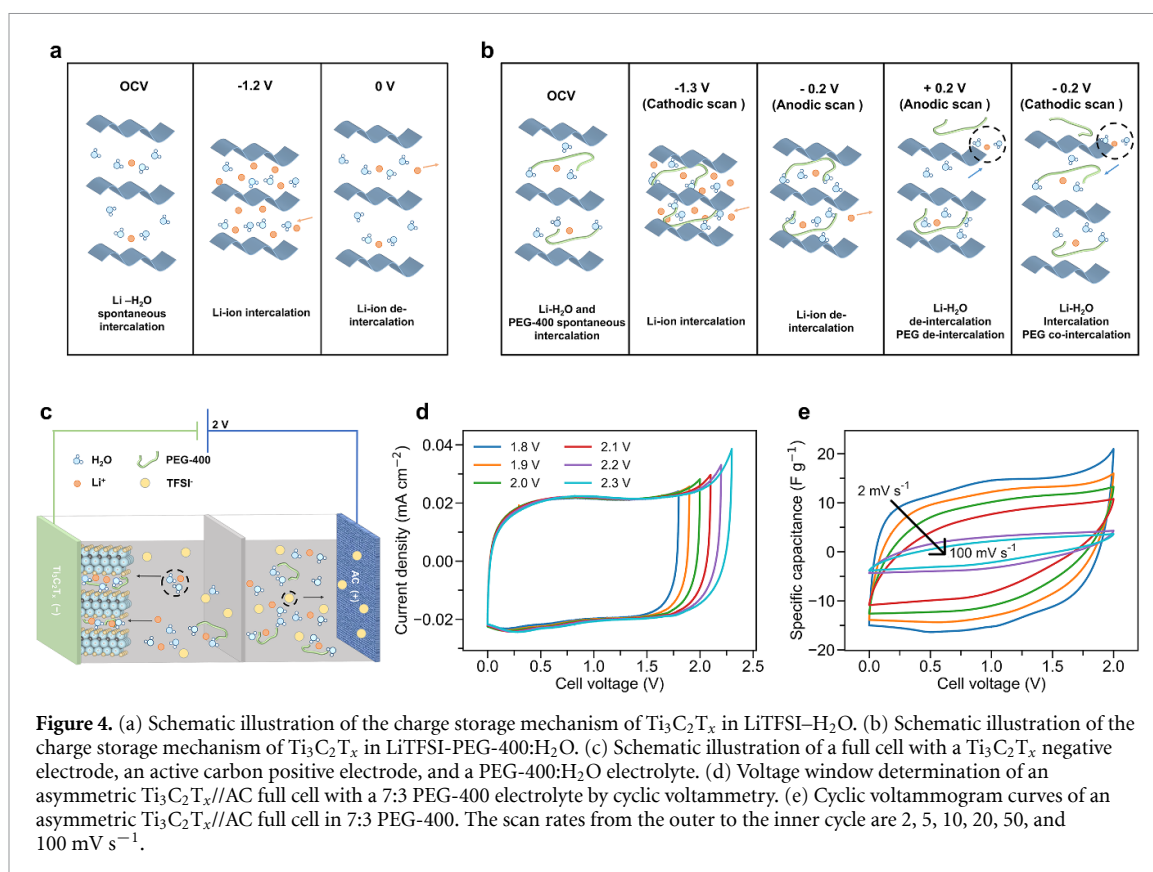 a
OCV
-1.2 V
0 V
Li –H2O
spontaneous
intercalation
Li-ion intercalation
Li-ion de-
intercalation
b
OCV
-1.3 V
(Cathodic scan )
- 0.2 V
(Anodic scan )
+ 0.2 V
(Anodic scan )
- 0.2 V
(Cathodic scan )
Li-H2O and
PEG-400 spontaneous
intercalation
Li-ion intercalation
Li-ion de-
intercalation
Li-H2O
de-intercalation
PEG de-intercalation
Li-H2O
Intercalation
PEG co-intercalation
c
2 V
H2O
PEG-400
Li+
TFSI-
Ti3C2Tx (-)
AC (+)
d
Current density (mA cm−2)
0.04
0.02
0.00
−0.02
1.8 V
1.9 V
2.0 V
2.1 V
2.2 V
2.3 V
0.0
0.5
1.0
1.5
2.0
2.5
Cell voltage (V)
e
Specific capacitance (F g−1)
20
10
0
−10
−20
2 mV s-1
100 mV s-1
0.0
0.5
1.0
1.5
2.0
Cell voltage (V)
Figure 4. (a) Schematic illustration of the charge storage mechanism of Ti3C2Tx in LiTFSI–H2O. (b) Schematic illustration of the
charge storage mechanism of Ti3C2Tx in LiTFSI-PEG-400:H2O. (c) Schematic illustration of a full cell with a Ti3C2Tx negative
electrode, an active carbon positive electrode, and a PEG-400:H2O electrolyte. (d) Voltage window determination of an
asymmetric Ti3C2Tx//AC full cell with a 7:3 PEG-400 electrolyte by cyclic voltammetry. (e) Cyclic voltammogram curves of an
asymmetric Ti3C2Tx//AC full cell in 7:3 PEG-400. The scan rates from the outer to the inner cycle are 2, 5, 10, 20, 50, and
100 mV s−1.